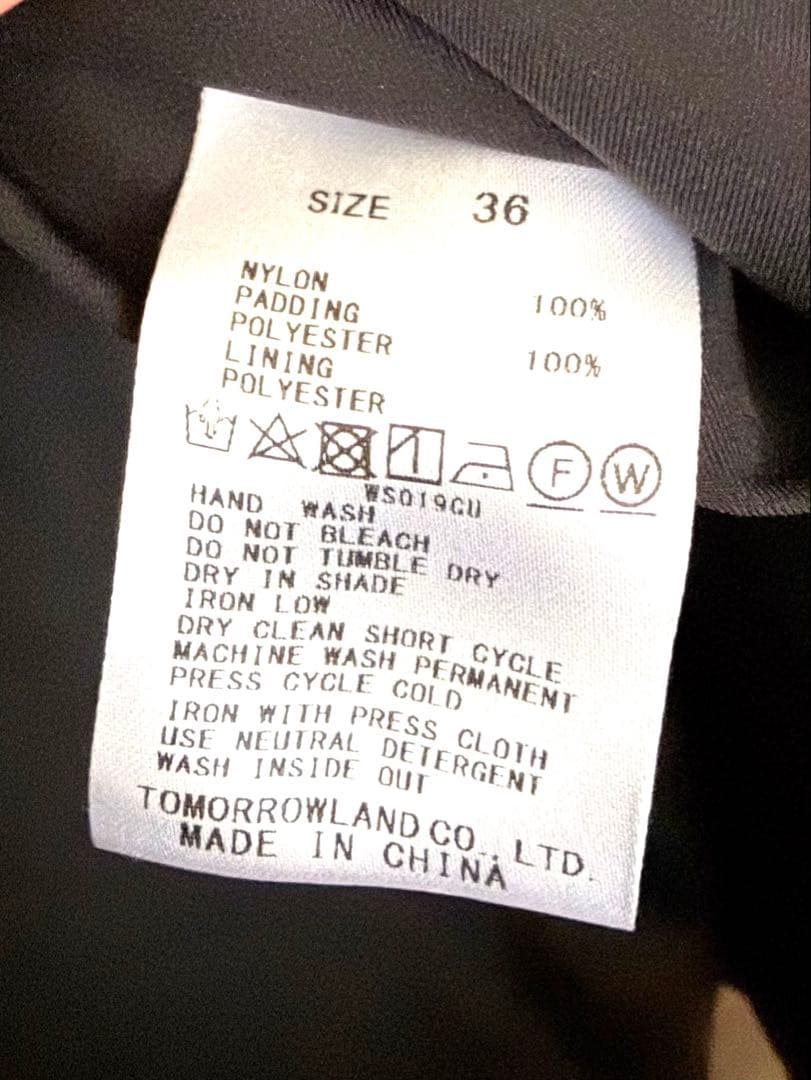 SIZE 36
NYLON 100%
PADDING
POLYESTER 100%
LINING
POLYESTER
F W
WS019CU
HAND WASH
DO NOT BLEACH
DO NOT TUMBLE DRY
DRY IN SHADE
IRON LOW
DRY CLEAN SHORT CYCLE
MACHINE WASH PERMANENT
PRESS CYCLE COLD
IRON WITH PRESS CLOTH
USE NEUTRAL DETERGENT
WASH INSIDE OUT
TOMORROWLAND CO., LTD.
MADE IN CHINA